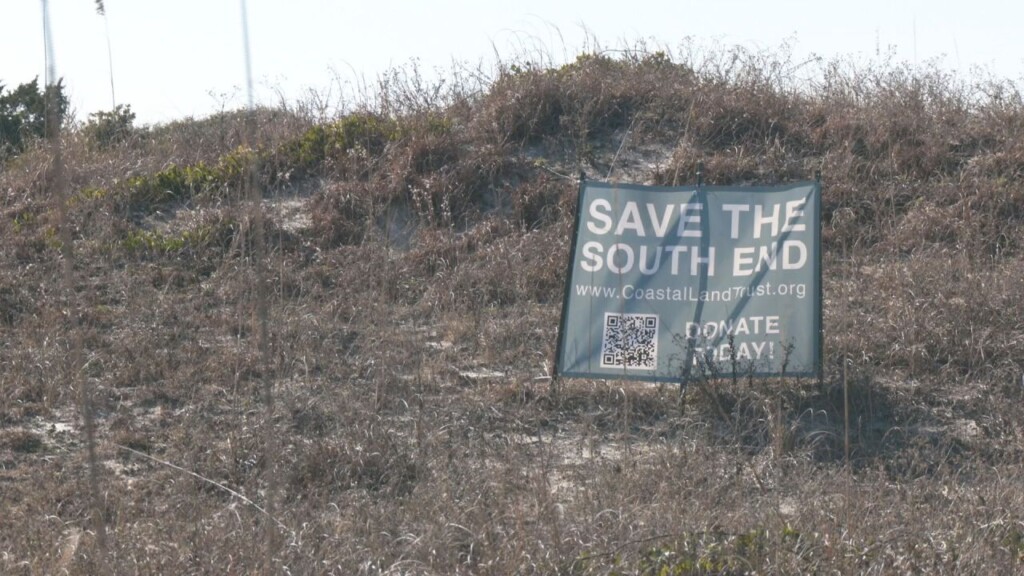 SAVE THE
SOUTH END
www.CoastalLandTrust.org
DONATE
TODAY!